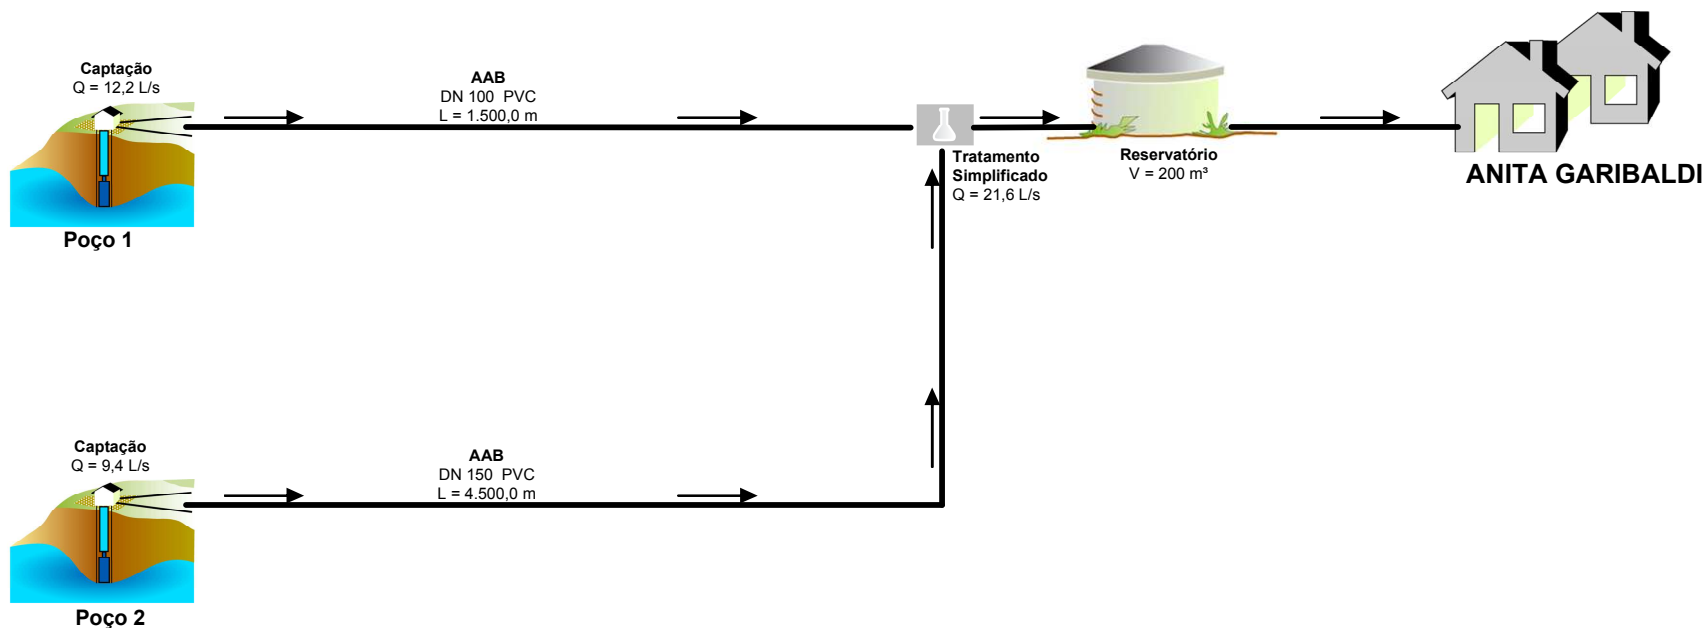 Captação
Q = 12,2 L/s
Poço 1
AAB
DN 100 PVC
L = 1.500,0 m
Tratamento
Simplificado
Q = 21,6 L/s
Reservatório
V = 200 m³
ANITA GARIBALDI
Captação
Q = 9,4 L/s
Poço 2
AAB
DN 150 PVC
L = 4.500,0 m